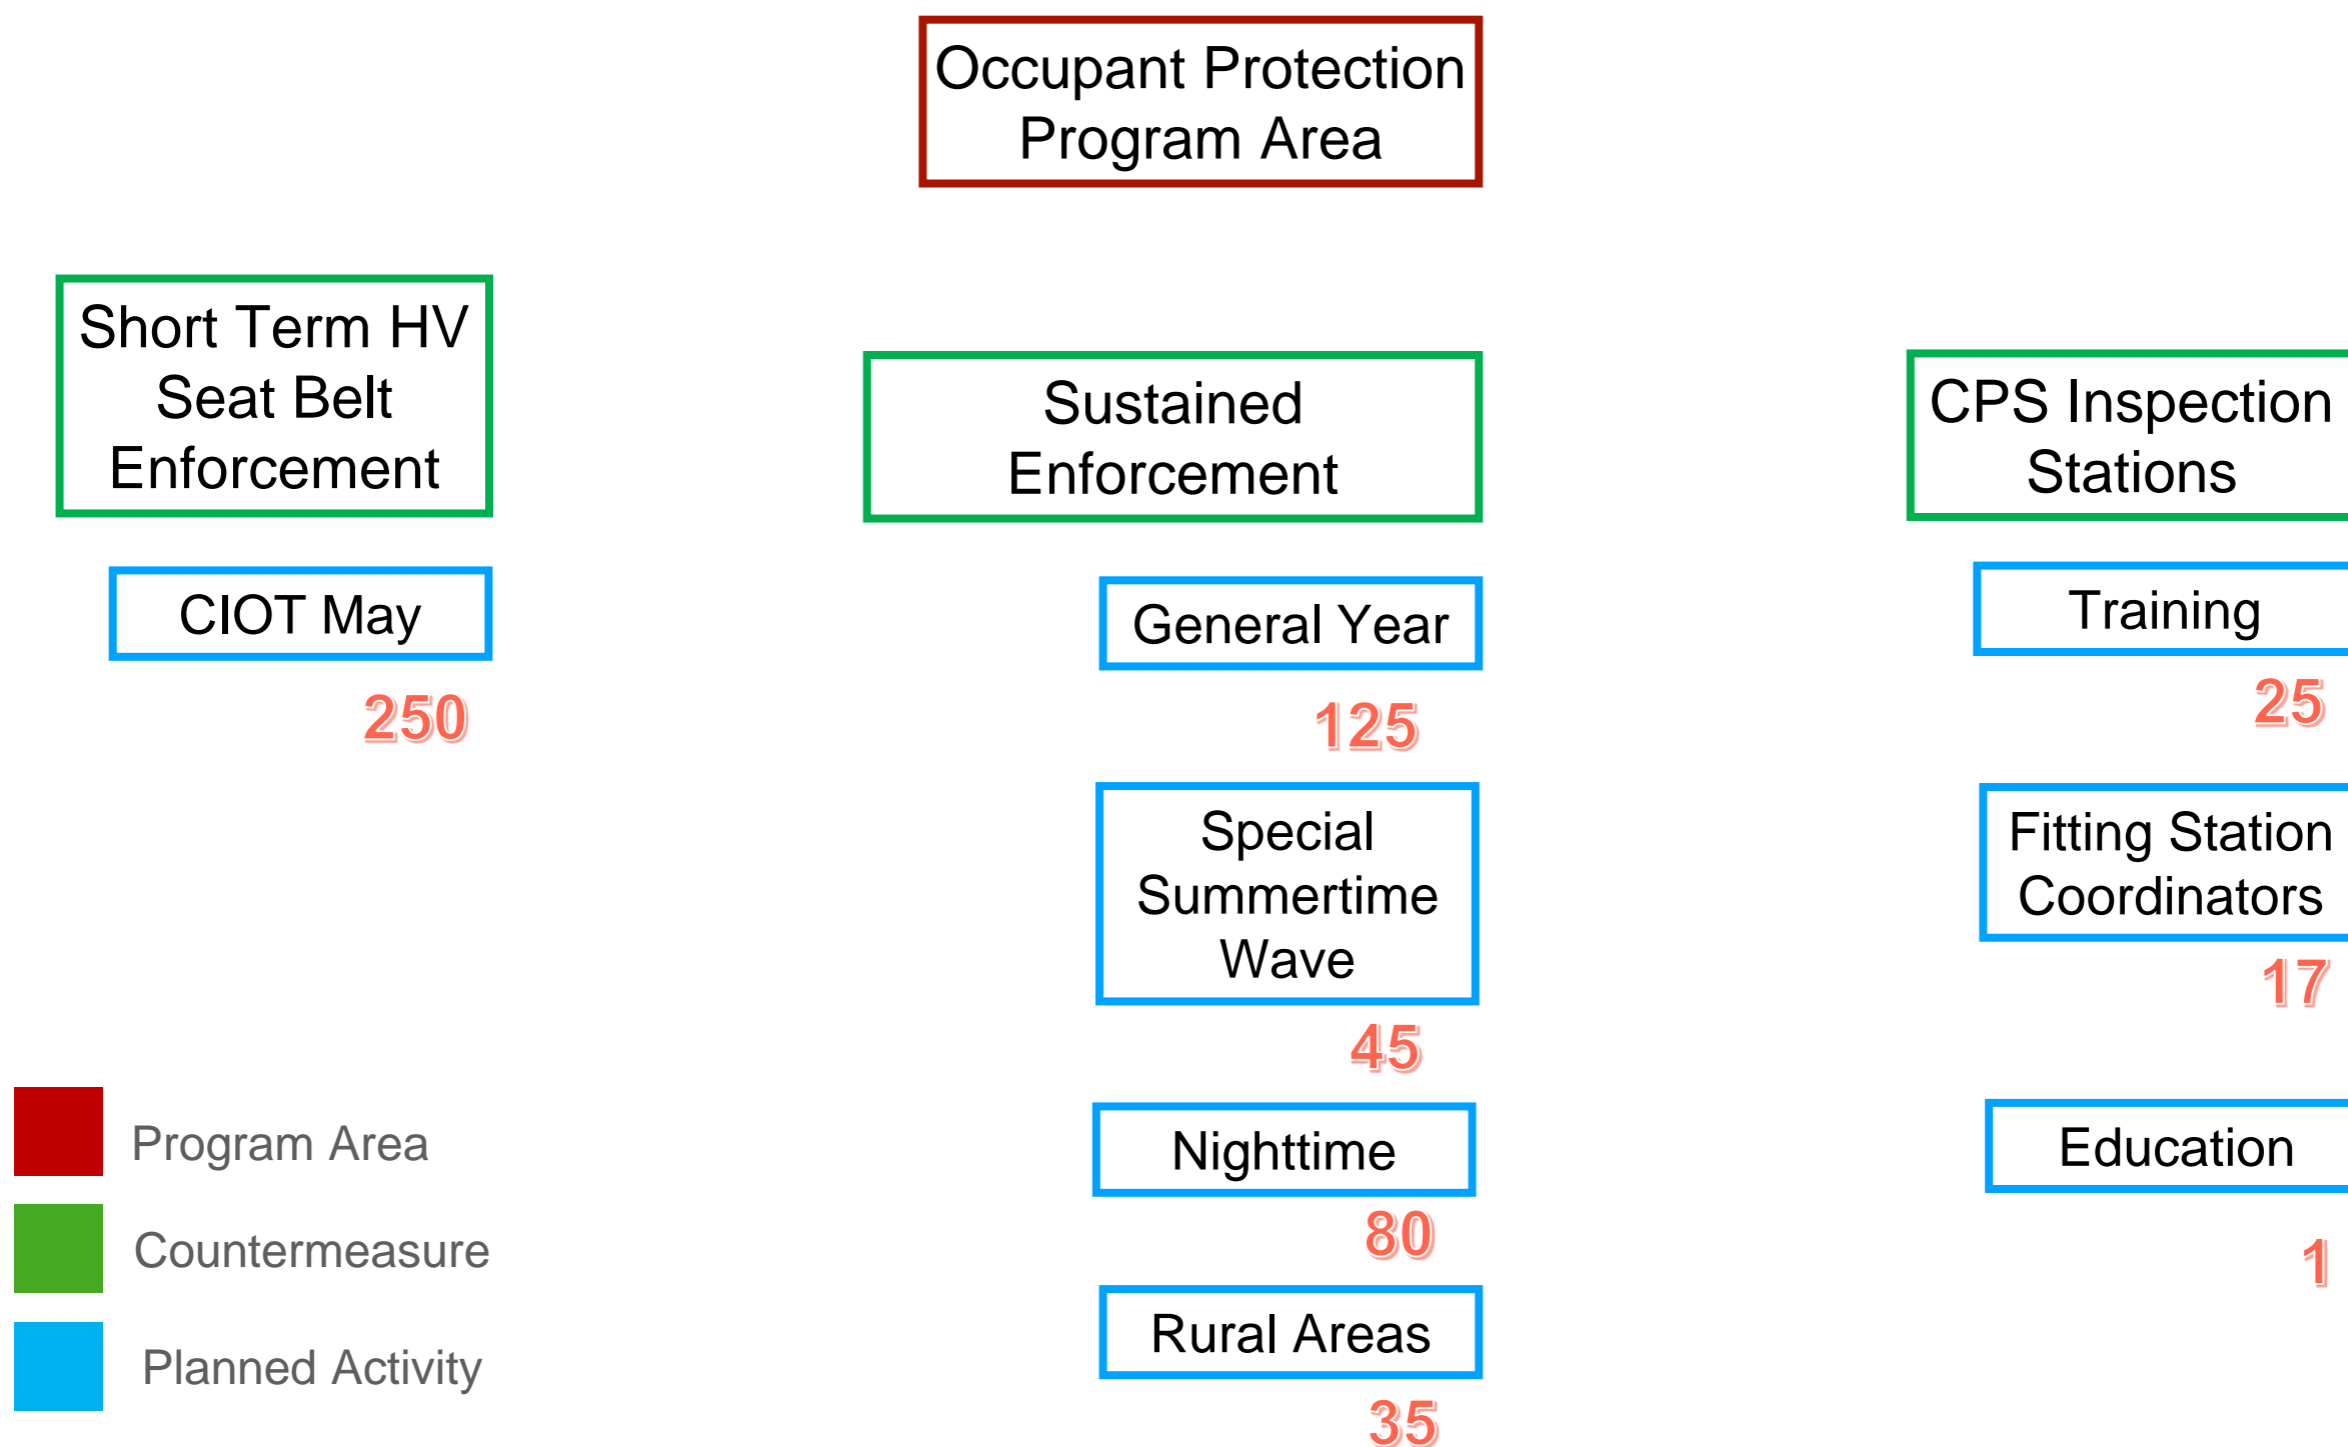 Occupant Protection
Program Area
Short Term HV
Seat Belt
Enforcement
Sustained
Enforcement
CPS Inspection
Stations
CIOT May
250
General Year
125
Training
25
Special
Summertime
Wave
45
Fitting Station
Coordinators
17
Nighttime
80
Education
1
Rural Areas
35
Program Area
Countermeasure
Planned Activity